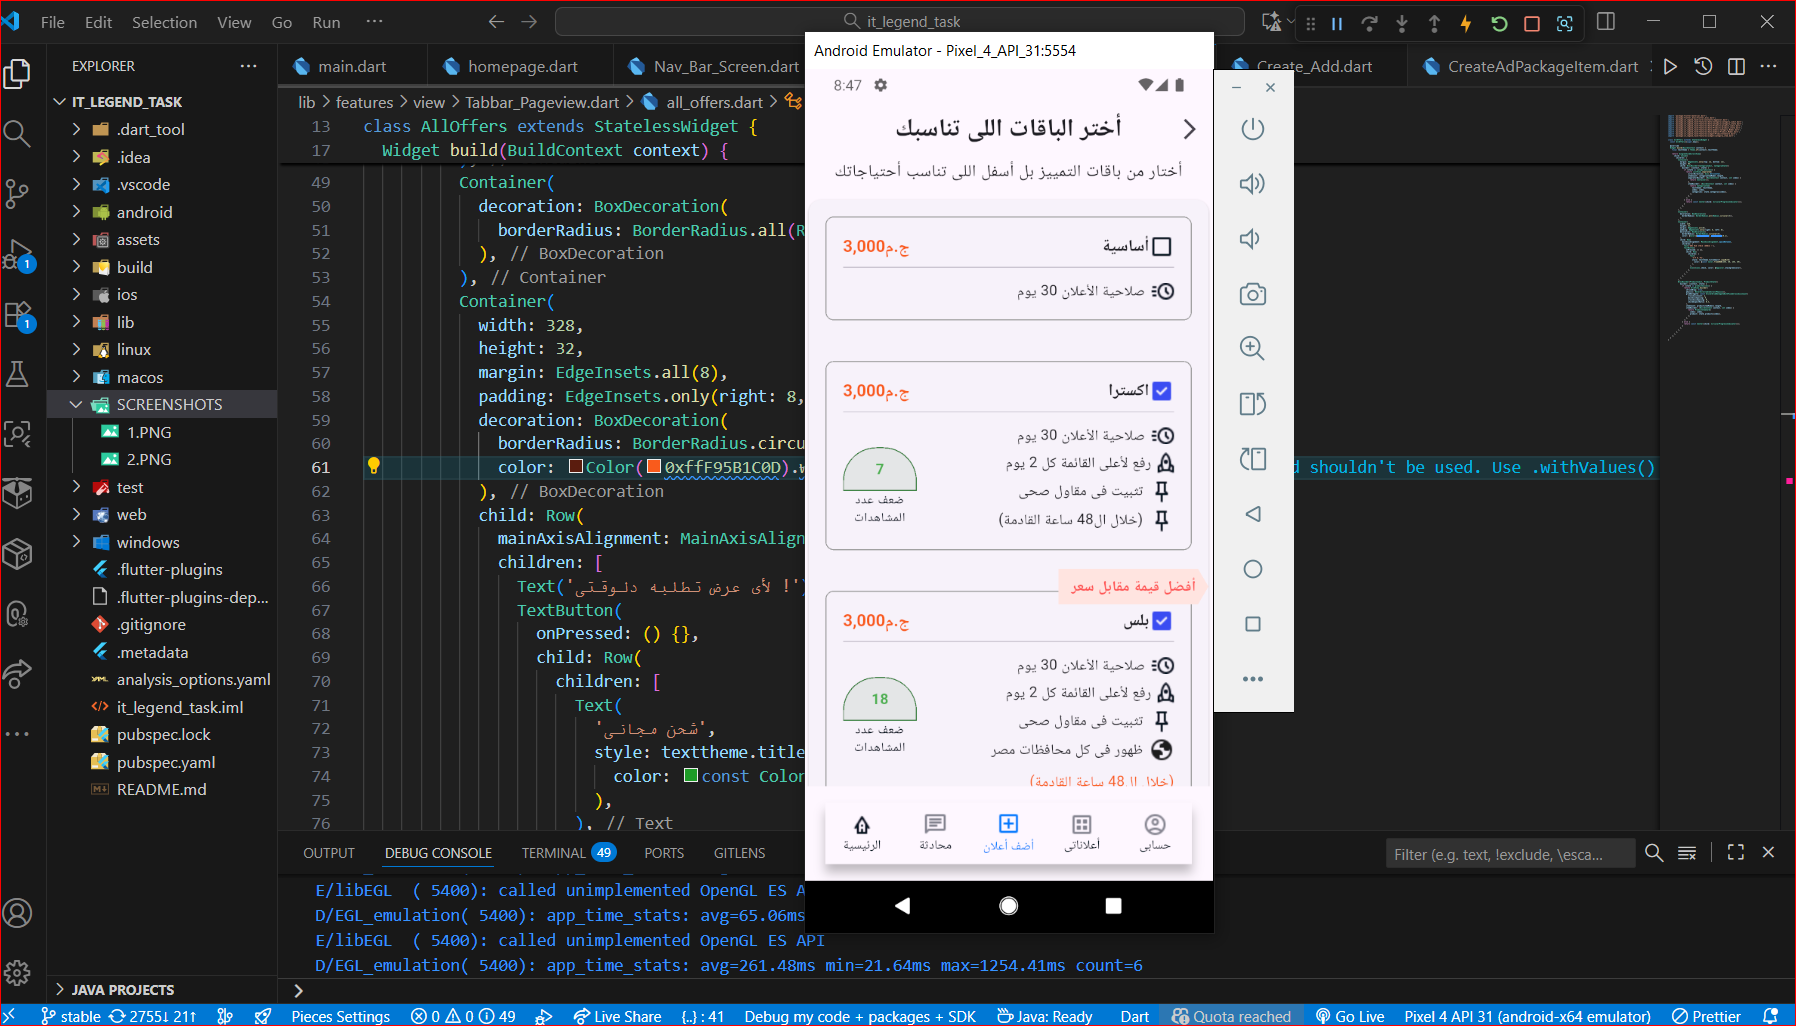 File Edit Selection View Go Run ···
it_legend_task
EXPLORER
IT_LEGEND_TASK
.dart_tool
.idea
.vscode
android
assets
build
ios
lib
linux
macos
SCREENSHOTS
1.PNG
2.PNG
test
web
windows
.flutter-plugins
.flutter-plugins-dep...
.gitignore
.metadata
analysis_options.yaml
it_legend_task.iml
pubspec.lock
pubspec.yaml
README.md
JAVA PROJECTS
1
1
main.dart homepage.dart Nav_Bar_Screen.dart Create_Add.dart CreateAdPackageItem.dart
lib > features > view > Tabbar_Pageview.dart > all_offers.dart >
13 class AllOffers extends StatelessWidget {
17 Widget build(BuildContext context) {
49 Container(
50 decoration: BoxDecoration(
51 borderRadius: BorderRadius.all(R
52 ), // BoxDecoration
53 ), // Container
54 Container(
55 width: 328,
56 height: 32,
57 margin: EdgeInsets.all(8),
58 padding: EdgeInsets.only(right: 8,
59 decoration: BoxDecoration(
60 borderRadius: BorderRadius.circu
61 color: Color(0xffF95B1C0D).w
d shouldn't be used. Use .withValues()
62 ), // BoxDecoration
63 child: Row(
64 mainAxisAlignment: MainAxisAlign
65 children: [
66 Text('لأى عرض تطلبه دلوقتى !')
67 TextButton(
68 onPressed: () {},
69 child: Row(
70 children: [
71 Text(
72 'شحن مجانى',
73 style: texttheme.title
74 color: const Color
75 ),
76 ), // Text
Android Emulator - Pixel_4_API_31:5554
8:47
أختر الباقات اللى تناسبك
أختار من باقات التمييز بل أسفل اللى تناسب أحتياجاتك
أساسية
3,000ج.م
صلاحية الأعلان 30 يوم
اكسترا
3,000ج.م
صلاحية الأعلان 30 يوم
رفع لأعلى القائمة كل 2 يوم
تثبيت فى مقاول صحى
(خلال ال48 ساعة القادمة)
7
ضعف عدد
المشاهدات
أفضل قيمة مقابل سعر
بلس
3,000ج.م
صلاحية الأعلان 30 يوم
رفع لأعلى القائمة كل 2 يوم
تثبيت فى مقاول صحى
ظهور فى كل محافظات مصر
(خلال ال48 ساعة القادمة)
18
ضعف عدد
المشاهدات
الرئيسية محادثة أضف أعلان أعلاناتى حسابى
OUTPUT DEBUG CONSOLE TERMINAL 49 PORTS GITLENS
Filter (e.g. text, !exclude, \esca...
E/libEGL ( 5400): called unimplemented OpenGL ES AP
D/EGL_emulation( 5400): app_time_stats: avg=65.06ms
E/libEGL ( 5400): called unimplemented OpenGL ES API
D/EGL_emulation( 5400): app_time_stats: avg=261.48ms min=21.64ms max=1254.41ms count=6
stable 2755↓ 21↑ Pieces Settings 0 0 49 Live Share {..} : 41 Debug my code + packages + SDK Java: Ready Dart Quota reached Go Live Pixel 4 API 31 (android-x64 emulator) Prettier